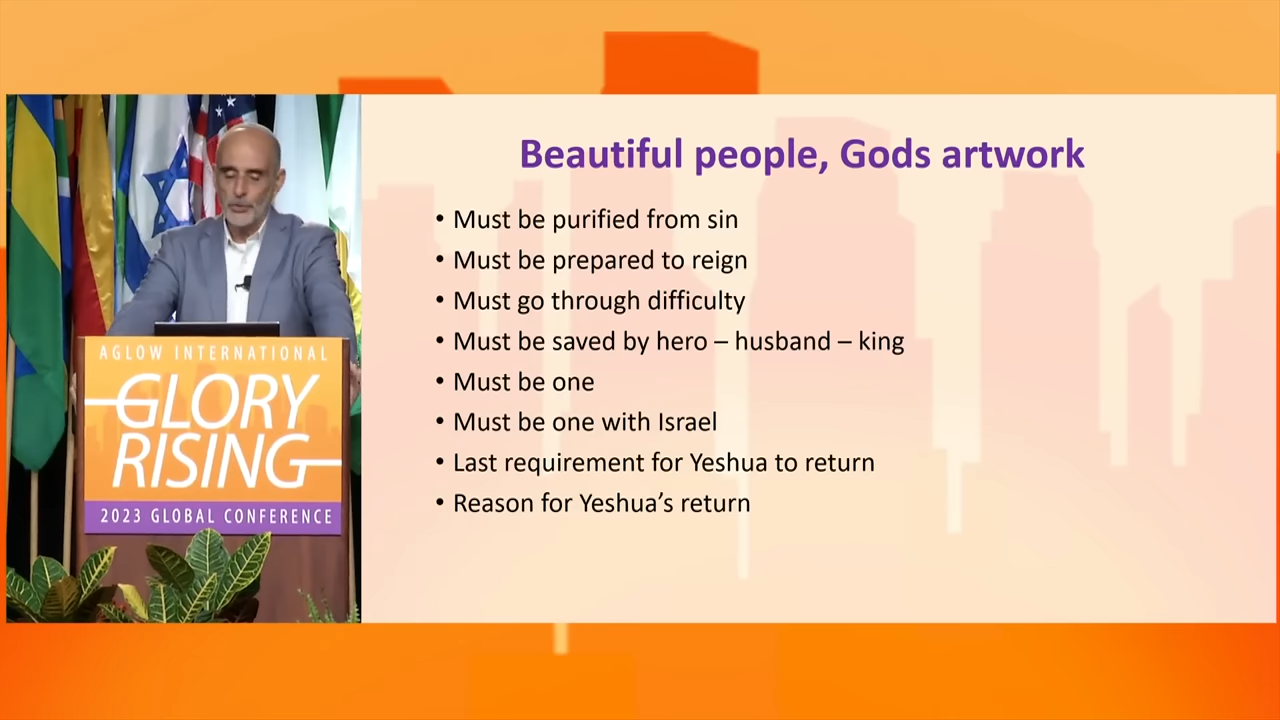 AGLOW INTERNATIONAL
GLORY
RISING
2023 GLOBAL CONFERENCE
Beautiful people, Gods artwork
• Must be purified from sin
• Must be prepared to reign
• Must go through difficulty
• Must be saved by hero – husband – king
• Must be one
• Must be one with Israel
• Last requirement for Yeshua to return
• Reason for Yeshua’s return